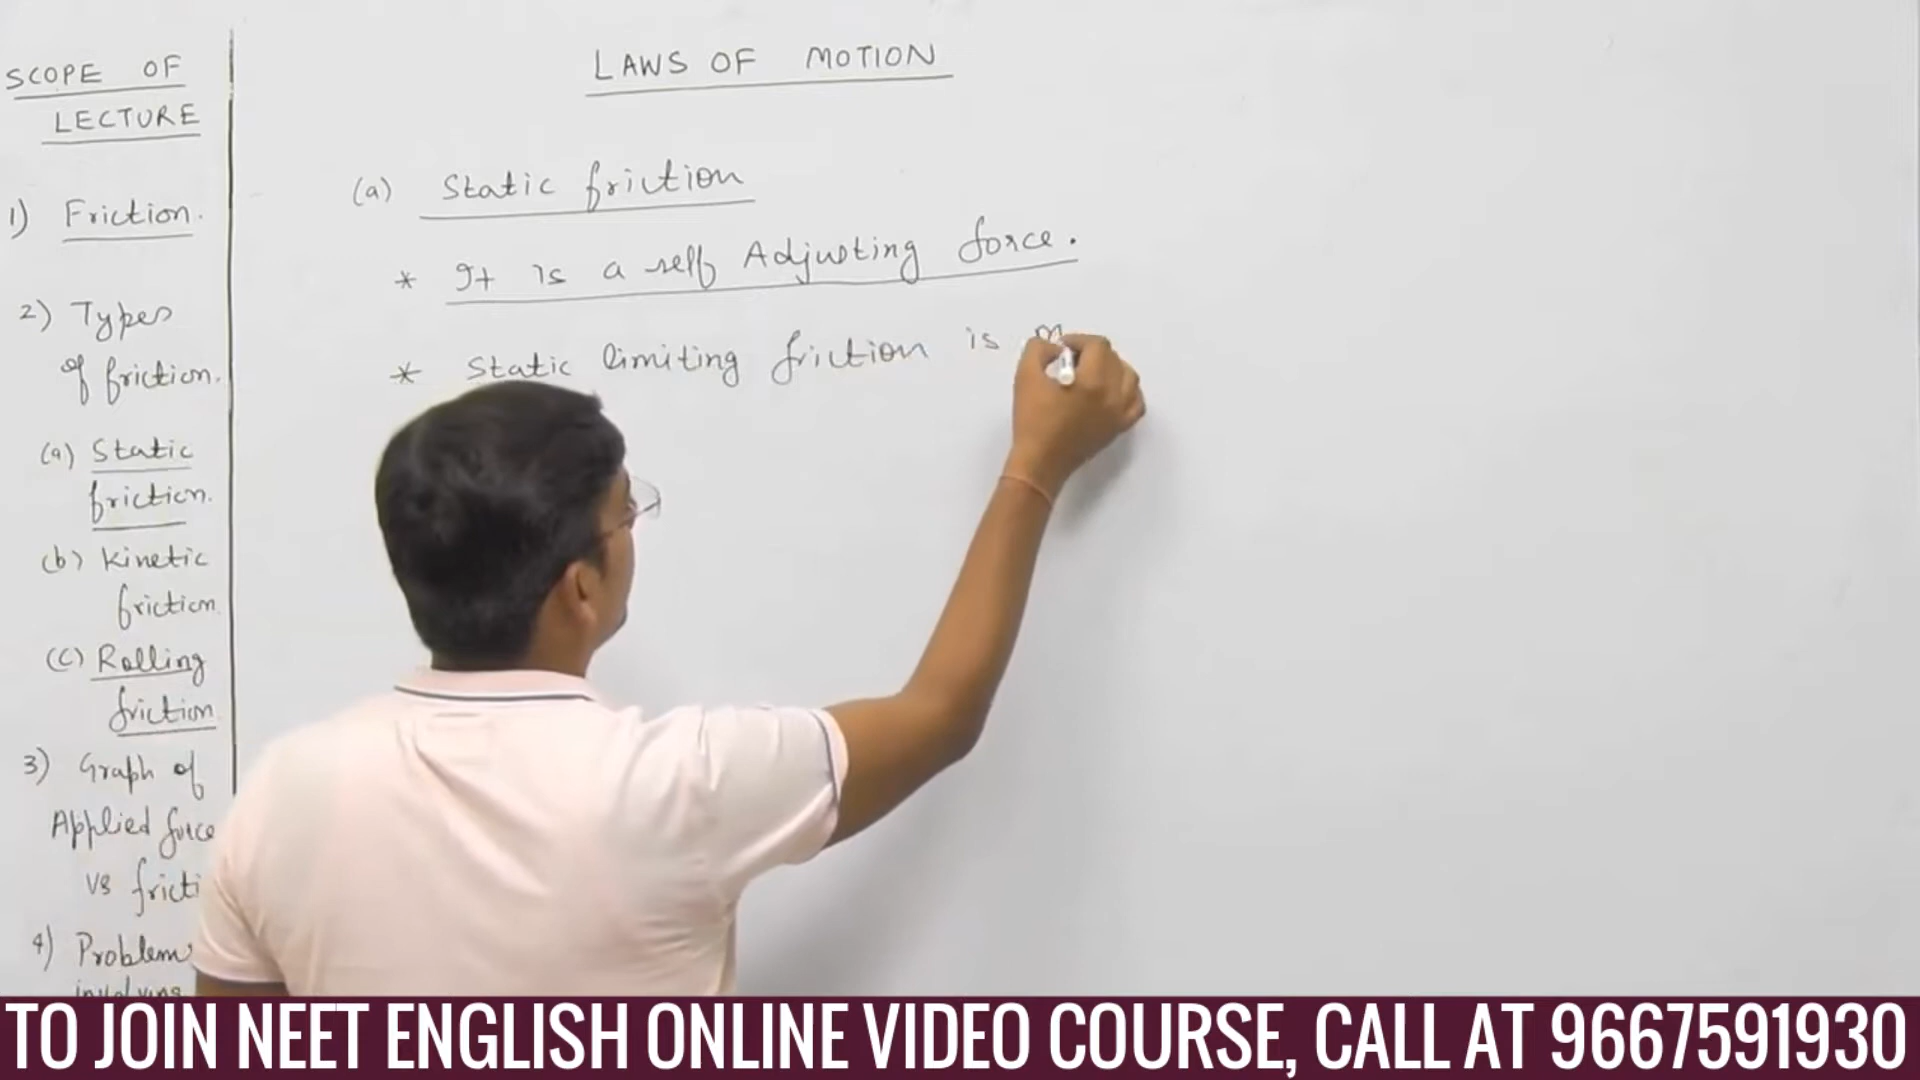 SCOPE OF
LECTURE
1) Friction.
2) Types
of friction.
(a) Static
friction.
(b) Kinetic
friction
(c) Rolling
friction
3) Graph of
Applied force
vs fricti
4) Problems
involving
LAWS OF MOTION
(a) Static friction
* It is a self Adjusting force.
* Static limiting friction is m
TO JOIN NEET ENGLISH ONLINE VIDEO COURSE, CALL AT 9667591930